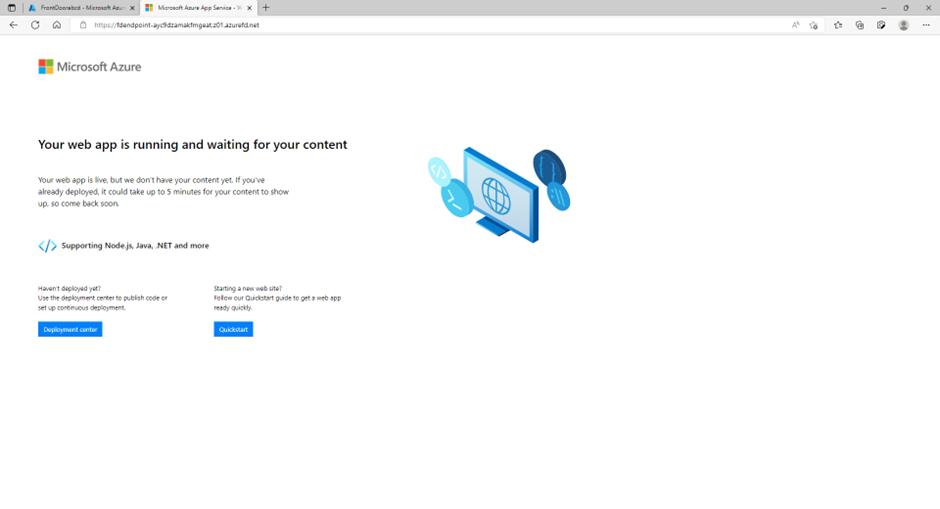 FrontDoorabcd - Microsoft Azur
Microsoft Azure App Service - W
https://fdendpoint-ayc9dzamakfmgeat.z01.azurefd.net
Microsoft Azure
Your web app is running and waiting for your content
Your web app is live, but we don't have your content yet. If you've
already deployed, it could take up to 5 minutes for your content to show
up, so come back soon.
Supporting Node.js, Java, .NET and more
Haven't deployed yet?
Use the deployment center to publish code or
set up continuous deployment.
Deployment center
Starting a new web site?
Follow our Quickstart guide to get a web app
ready quickly.
Quickstart